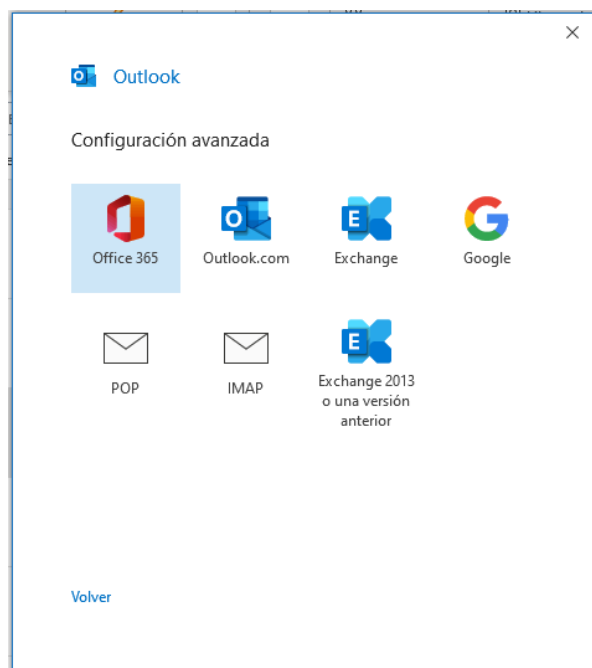 Outlook
Configuración avanzada
Office 365
Outlook.com
Exchange
Google
POP
IMAP
Exchange 2013
o una versión
anterior
Volver